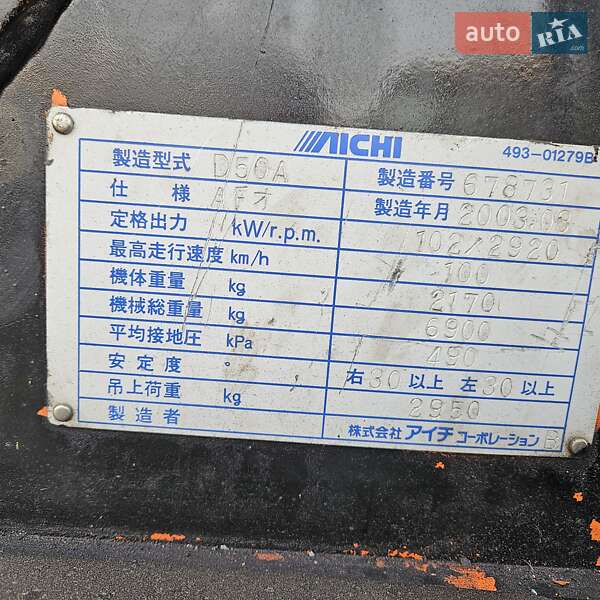 auto RIA.com
AICHI 493-01279B
製造型式 D50A 製造番号 678731
仕様 AFオ 製造年月 2003.03
定格出力 kW/r.p.m. 102/2920
最高走行速度 km/h 100
機体重量 kg 2170
機械総重量 kg 6900
平均接地圧 kPa 490
安定度 ° 右30以上 左30以上
吊上荷重 kg 2950
製造者 株式会社アイチコーポレーション B